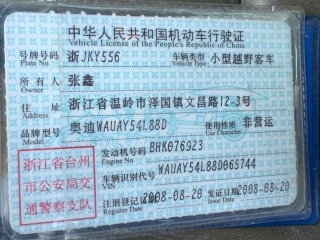 中华人民共和国机动车行驶证
Vehicle License of the People's Republic of China
号牌号码 浙JKY556 车辆类型 小型越野客车
Plate No. Vehicle Type
所有人 张鑫
Owner
住址 浙江省温岭市泽国镇文昌路12-3号
Address
品牌型号 奥迪WAUAY54L88D 使用性质 非营运
Model Use Character
发动机号码 BHK076923
Engine No
车辆识别代号 WAUAY54L88D065744
VIN
注册登记日期 2008-08-20 发证日期 2008-08-20
Register Date Issue Date
浙江省台州
市公安局交
通警察支队